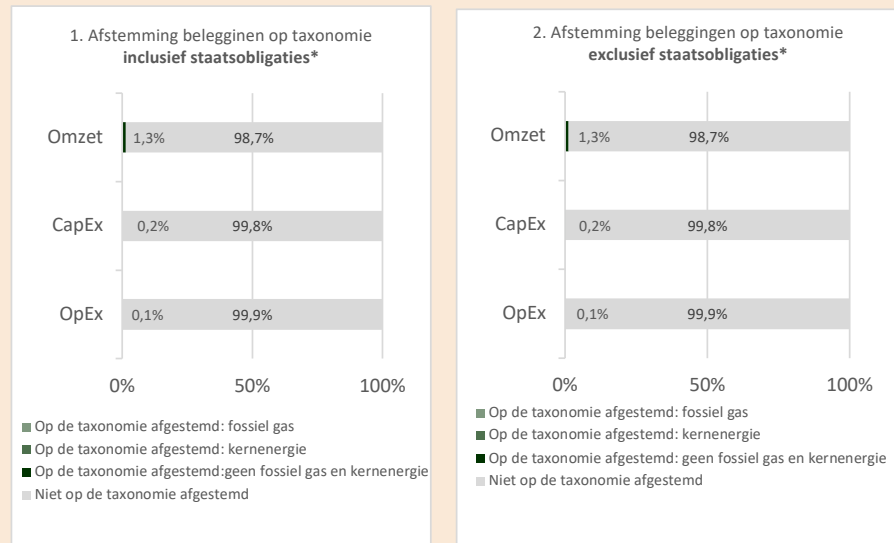 1. Afstemming belegginen op taxonomie
inclusief staatsobligaties*
Omzet 1,3% 98,7%
CapEx 0,2% 99,8%
OpEx 0,1% 99,9%
0% 50% 100%
Op de taxonomie afgestemd: fossiel gas
Op de taxonomie afgestemd: kernenergie
Op de taxonomie afgestemd:geen fossiel gas en kernenergie
Niet op de taxonomie afgestemd
2. Afstemming beleggingen op taxonomie
exclusief staatsobligaties*
Omzet 1,3% 98,7%
CapEx 0,2% 99,8%
OpEx 0,1% 99,9%
0% 50% 100%
Op de taxonomie afgestemd: fossiel gas
Op de taxonomie afgestemd: kernenergie
Op de taxonomie afgestemd: geen fossiel gas en kernenergie
Niet op de taxonomie afgestemd